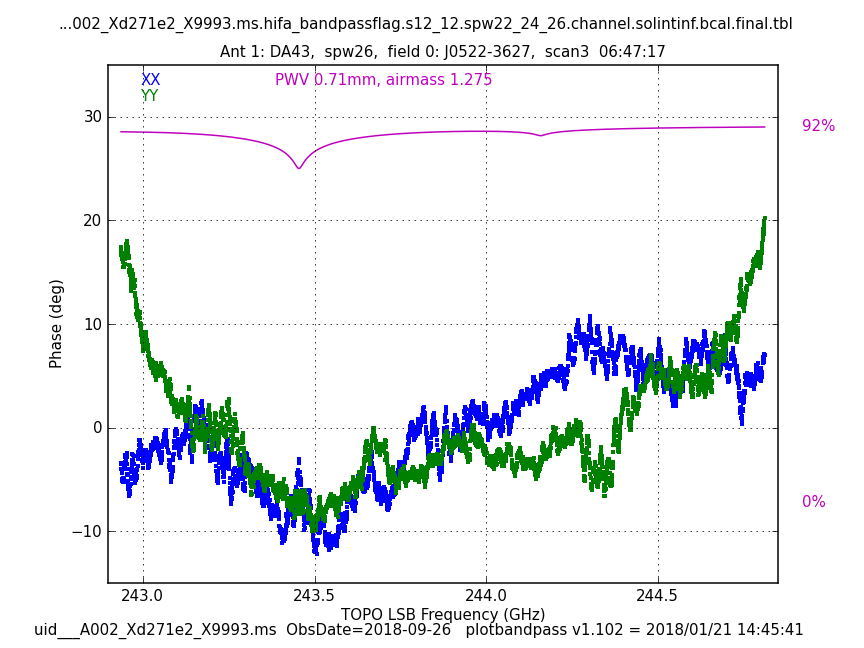 ...002_Xd271e2_X9993.ms.hifa_bandpassflag.s12_12.spw22_24_26.channel.solintinf.bcal.final.tbl
Ant 1: DA43, spw26, field 0: J0522-3627, scan3 06:47:17
XX
PWV 0.71mm, airmass 1.275
YY
92%
0%
30
20
10
0
−10
Phase (deg)
243.0 243.5 244.0 244.5
TOPO LSB Frequency (GHz)
uid___A002_Xd271e2_X9993.ms ObsDate=2018-09-26 plotbandpass v1.102 = 2018/01/21 14:45:41